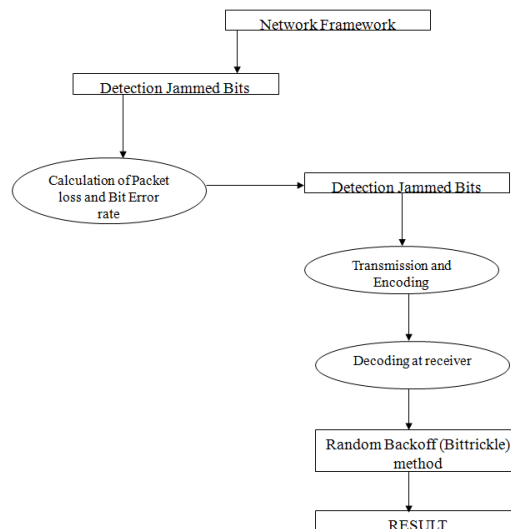 Network Framework
Detection Jammed Bits
Calculation of Packet
loss and Bit Error
rate
Detection Jammed Bits
Transmission and
Encoding
Decoding at receiver
Random Backoff (Bittrickle)
method
RESULT